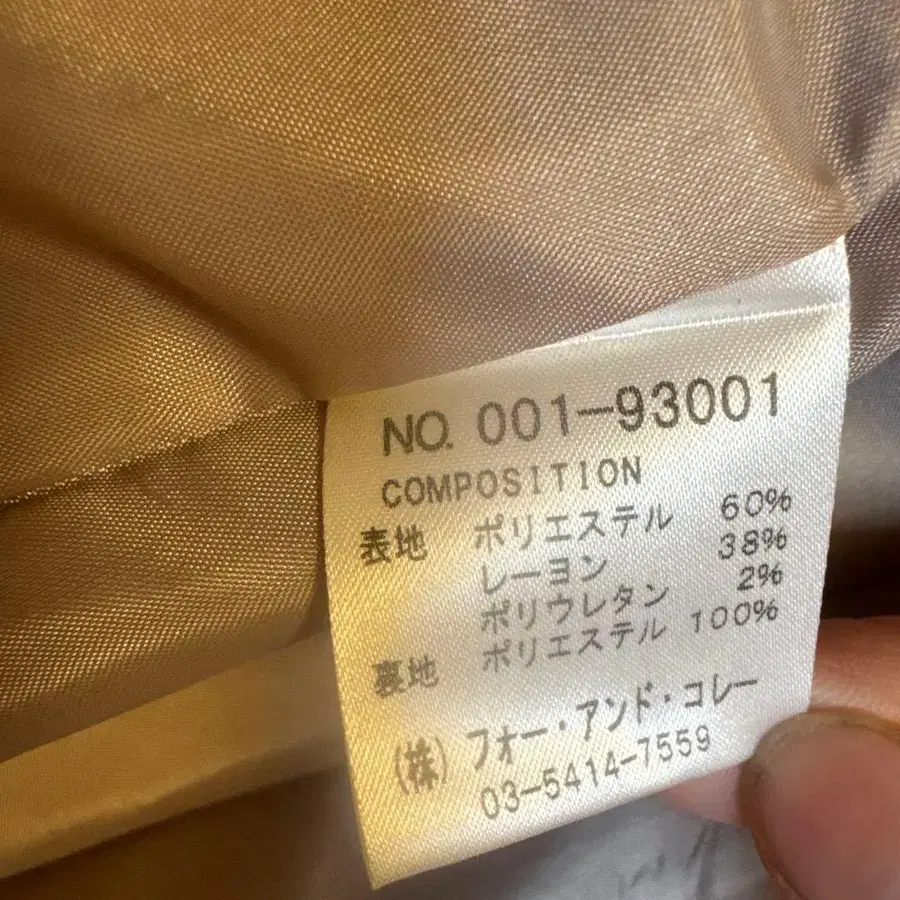 NO. 001-93001
COMPOSITION
表地 ポリエステル 60%
レーヨン 38%
ポリウレタン 2%
裏地 ポリエステル 100%
(株) フォー・アンド・コレー
03-5414-7559